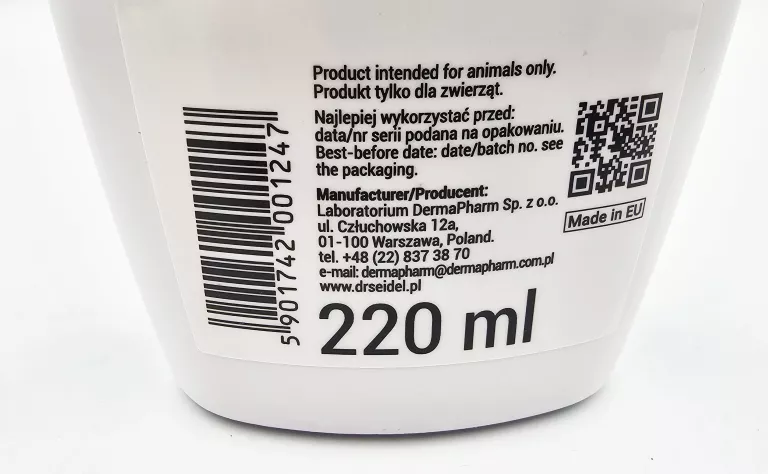 Product intended for animals only.
Produkt tylko dla zwierząt.
Najlepiej wykorzystać przed:
data/nr serii podana na opakowaniu.
Best-before date: date/batch no. see
the packaging.
Manufacturer/Producent:
Laboratorium DermaPharm Sp. z o.o.
ul. Człuchowska 12a,
01-100 Warszawa, Poland.
tel. +48 (22) 837 38 70
e-mail: dermapharm@dermapharm.com.pl
www.drseidel.pl
220 ml
5 901742 001247
Made in EU